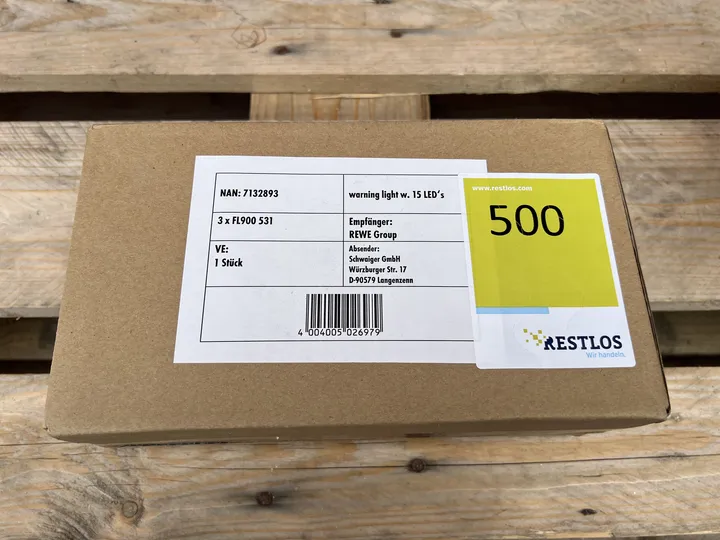 NAN: 7132893
warning light w. 15 LED's
3 x FL900 531
Empfänger:
REWE Group
VE:
1 Stück
Absender:
Schwaiger GmbH
Würzburger Str. 17
D-90579 Langenzenn
4 004005 026979
www.restlos.com
500
RESTLOS
Wir handeln.